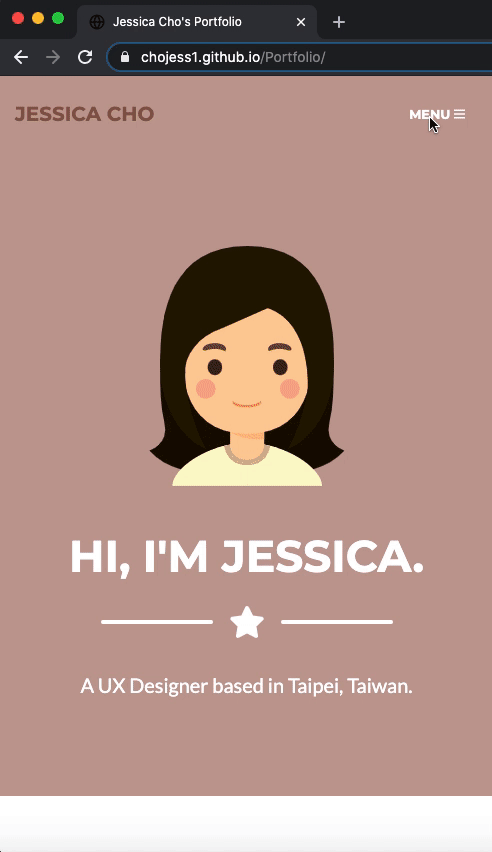 Jessica Cho's Portfolio
chojess1.github.io/Portfolio/
JESSICA CHO
MENU
HI, I'M JESSICA.
A UX Designer based in Taipei, Taiwan.